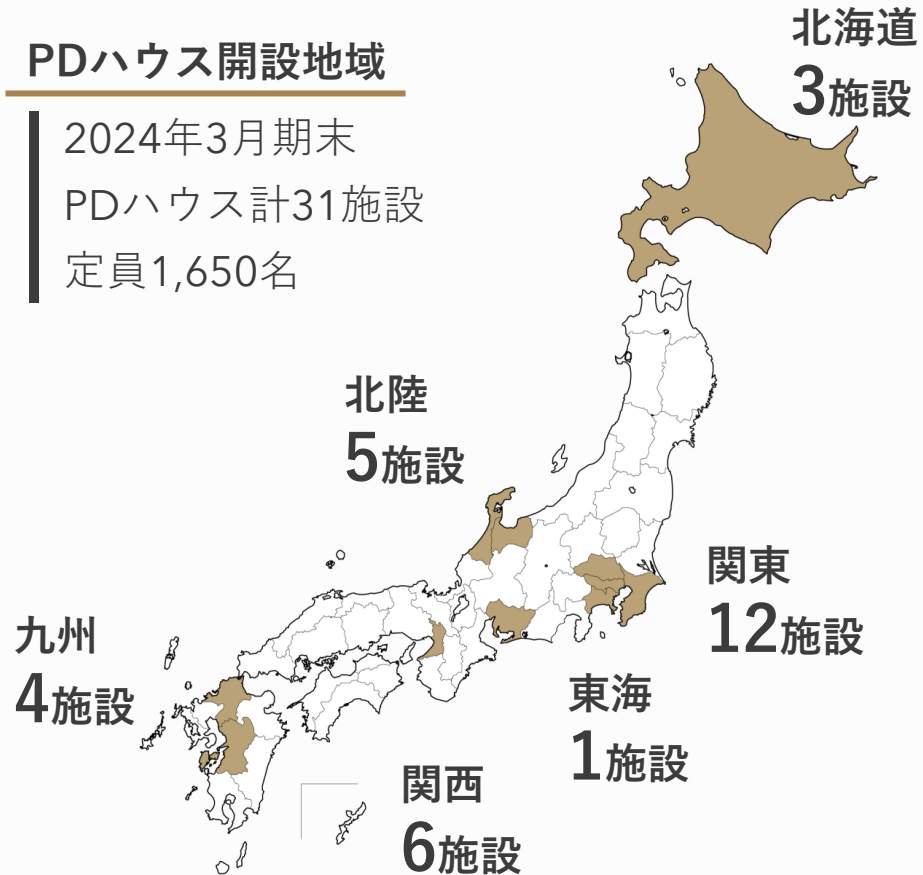 PDハウス開設地域
2024年3月期末
PDハウス計31施設
定員1,650名
北海道
3施設
北陸
5施設
関東
12施設
九州
4施設
東海
1施設
関西
6施設